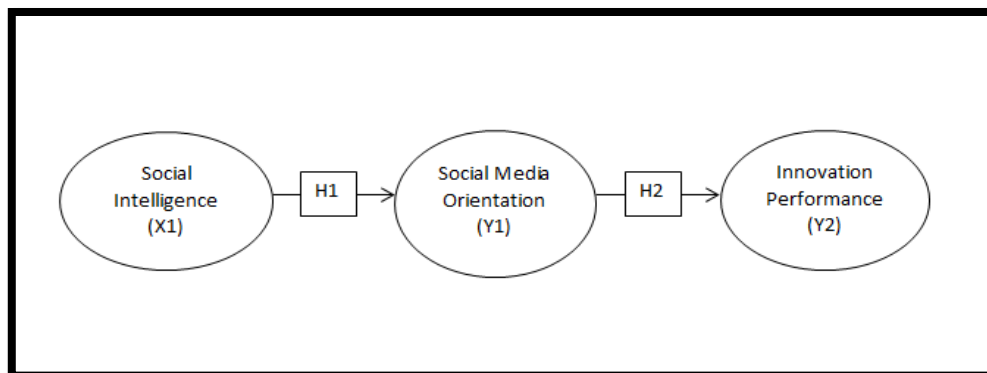 Social
Intelligence
(X1)
H1
Social Media
Orientation
(Y1)
H2
Innovation
Performance
(Y2)